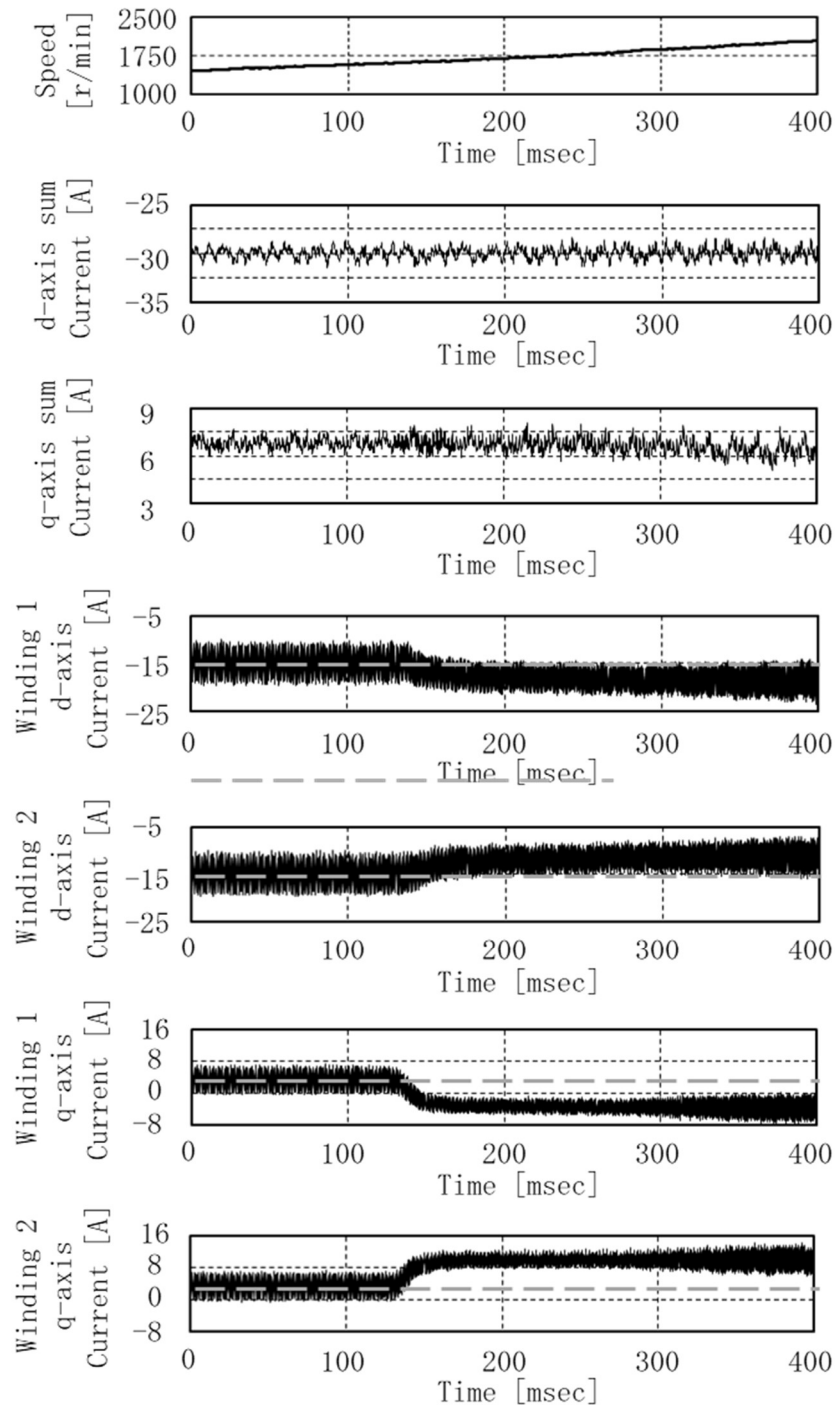 Speed
[r/min]
2500
1750
1000
0 100 200 300 400
Time [msec]
d-axis sum
Current [A]
-25
-30
-35
0 100 200 300 400
Time [msec]
q-axis sum
Current [A]
9
6
3
0 100 200 300 400
Time [msec]
Winding 1
d-axis
Current [A]
-5
-15
-25
0 100 200 300 400
Time [msec]
Winding 2
d-axis
Current [A]
-5
-15
-25
0 100 200 300 400
Time [msec]
Winding 1
q-axis
Current [A]
16
8
0
-8
0 100 200 300 400
Time [msec]
Winding 2
q-axis
Current [A]
16
8
0
-8
0 100 200 300 400
Time [msec]